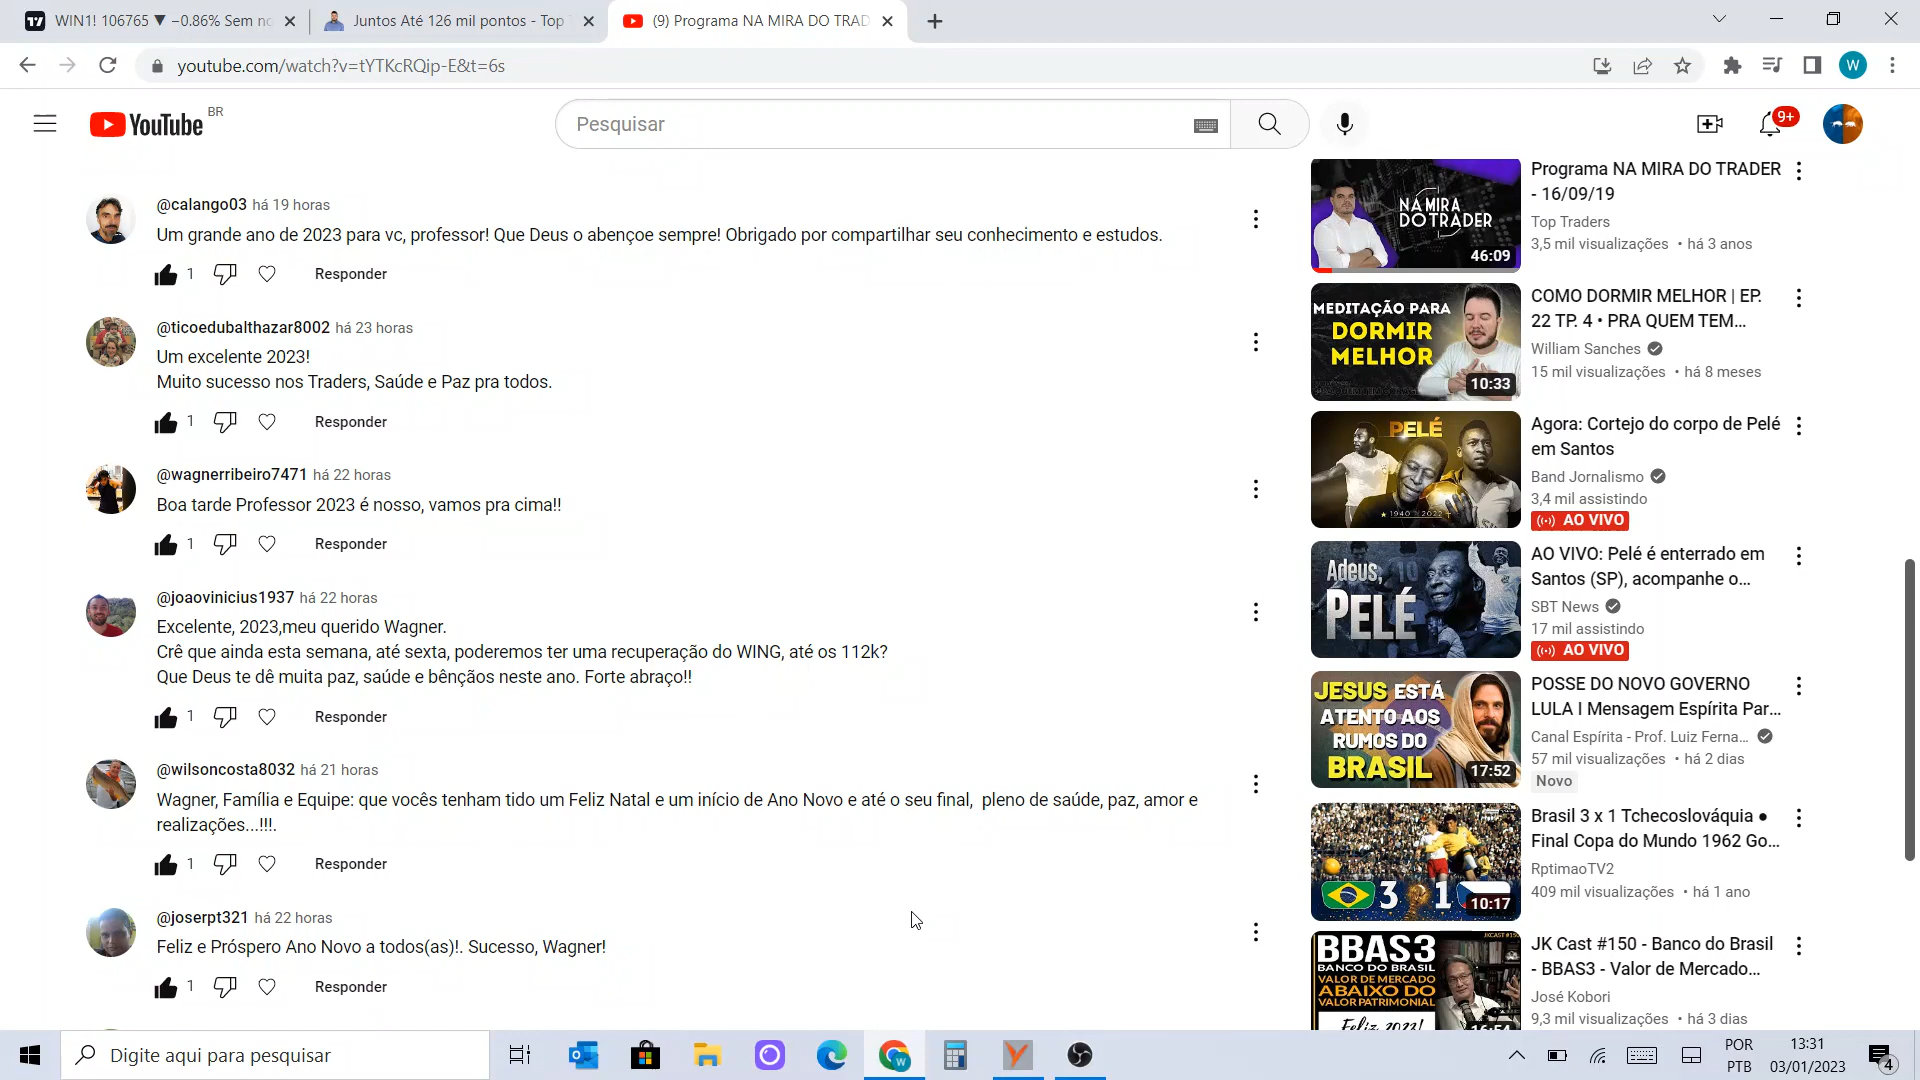 WIN1! 106765 ▼ −0.86% Sem no
Juntos Até 126 mil pontos - Top T
(9) Programa NA MIRA DO TRAD
youtube.com/watch?v=tYTKcRQip-E&t=6s
W
YouTube BR
Pesquisar
9+
@calango03 há 19 horas
Um grande ano de 2023 para vc, professor! Que Deus o abençoe sempre! Obrigado por compartilhar seu conhecimento e estudos.
1 Responder
@ticoedubalthazar8002 há 23 horas
Um excelente 2023!
Muito sucesso nos Traders, Saúde e Paz pra todos.
1 Responder
@wagnerribeiro7471 há 22 horas
Boa tarde Professor 2023 é nosso, vamos pra cima!!
1 Responder
@joaovinicius1937 há 22 horas
Excelente, 2023,meu querido Wagner.
Crê que ainda esta semana, até sexta, poderemos ter uma recuperação do WING, até os 112k?
Que Deus te dê muita paz, saúde e bênçãos neste ano. Forte abraço!!
1 Responder
@wilsoncosta8032 há 21 horas
Wagner, Família e Equipe: que vocês tenham tido um Feliz Natal e um início de Ano Novo e até o seu final, pleno de saúde, paz, amor e
realizações...!!!.
1 Responder
@joserpt321 há 22 horas
Feliz e Próspero Ano Novo a todos(as)!. Sucesso, Wagner!
1 Responder
NA MIRA
DO TRADER
46:09
Programa NA MIRA DO TRADER
- 16/09/19
Top Traders
3,5 mil visualizações • há 3 anos
MEDITAÇÃO PARA
DORMIR
MELHOR
10:33
COMO DORMIR MELHOR | EP.
22 TP. 4 • PRA QUEM TEM...
William Sanches
15 mil visualizações • há 8 meses
PELÉ
★ 1940 2022 ✝
Agora: Cortejo do corpo de Pelé
em Santos
Band Jornalismo
3,4 mil assistindo
AO VIVO
Adeus, 10
PELÉ
AO VIVO: Pelé é enterrado em
Santos (SP), acompanhe o...
SBT News
17 mil assistindo
AO VIVO
JESUS ESTÁ
ATENTO AOS
RUMOS DO
BRASIL
17:52
POSSE DO NOVO GOVERNO
LULA I Mensagem Espírita Par...
Canal Espírita - Prof. Luiz Ferna...
57 mil visualizações • há 2 dias
Novo
3 1
10:17
Brasil 3 x 1 Tchecoslováquia ●
Final Copa do Mundo 1962 Go...
RptimaoTV2
409 mil visualizações • há 1 ano
JKCAST #150
BBAS3
BANCO DO BRASIL
VALOR DE MERCADO
ABAIXO DO
VALOR PATRIMONIAL
Feliz 2023!
JK Cast #150 - Banco do Brasil
- BBAS3 - Valor de Mercado...
José Kobori
9,3 mil visualizações • há 3 dias
Digite aqui para pesquisar
W
POR
PTB
13:31
03/01/2023
4